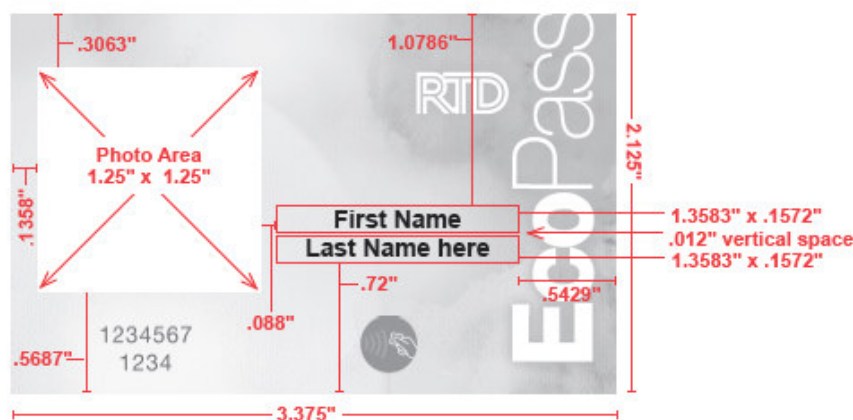 .3063"
1.0786"
RTD
EcoPass
Photo Area
1.25" x 1.25"
2.125"
.1358"
First Name
1.3583" x .1572"
.012" vertical space
Last Name here
1.3583" x .1572"
.72"
.5429"
.088"
1234567
1234
.5687"
3.375"